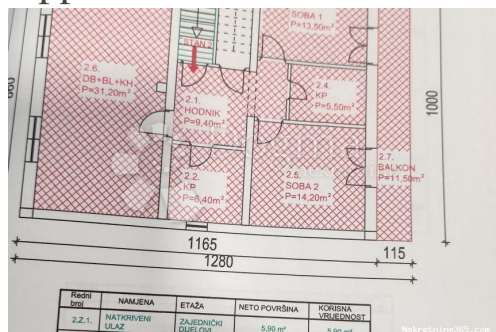 SOBA 1
P=13,50m²
STAN 2
2.6.
DB+BL+KH
P=31,20m²
2.1.
HODNIK
P=9,40m²
2.4.
KP
P=5,50m²
2.2.
KP
P=5,40m²
2.5.
SOBA 2
P=14,20m²
2.7.
BALKON
P=11,50m²
1000
1165
115
1280
Redni broj
NAMJENA
ETAŽA
NETO POVRŠINA
KORISNA VRIJEDNOST
2.Z.1.
NATKRIVENI
ULAZ
ZAJEDNIČKI
DIJELOVI
5,90 m²
Nekretnine365.com